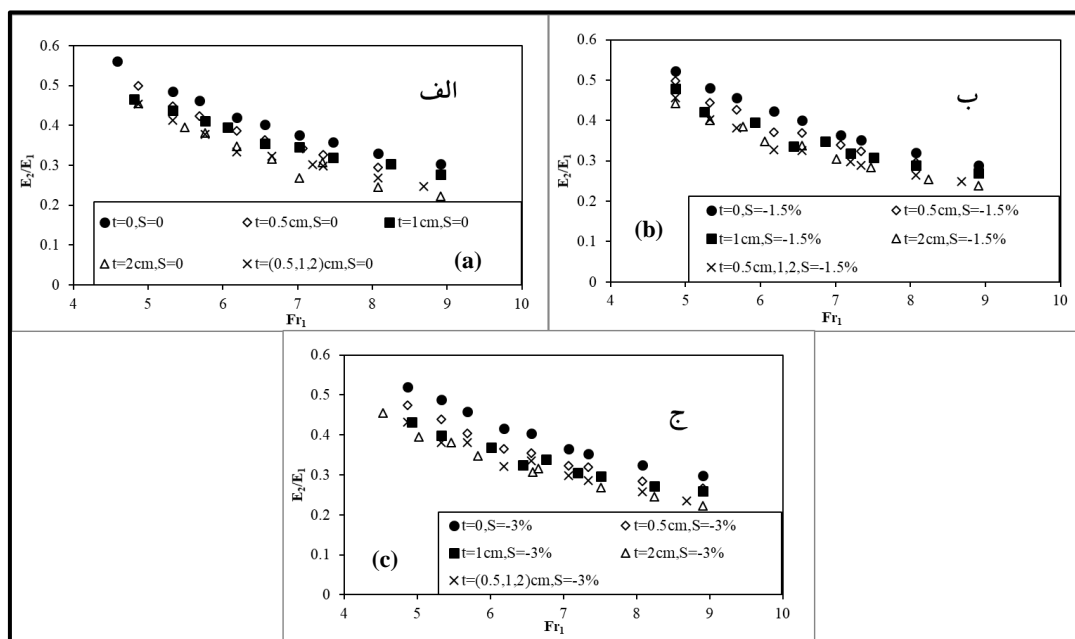 0.6
0.5
0.4
0.3
0.2
0.1
0
E₂/E₁
الف
t=0,S=0 t=0.5cm,S=0 t=1cm,S=0
t=2cm,S=0 t=(0.5,1,2)cm,S=0
(a)
4 5 6 7 8 9 10
Fr₁
0.6
0.5
0.4
0.3
0.2
0.1
0
E₂/E₁
ب
t=0,S=-1.5% t=0.5cm,S=-1.5%
t=1cm,S=-1.5% t=2cm,S=-1.5%
t=0.5cm,1,2,S=-1.5%
(b)
4 5 6 7 8 9 10
Fr₁
0.6
0.5
0.4
0.3
0.2
0.1
0
E₂/E₁
ج
t=0,S=-3% t=0.5cm,S=-3%
t=1cm,S=-3% t=2cm,S=-3%
t=(0.5,1,2)cm,S=-3%
(c)
4 5 6 7 8 9 10
Fr₁